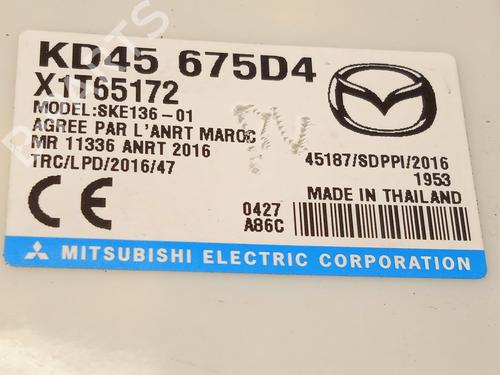 KD45 675D4
X1T65172
MODEL:SKE136-01
AGREE PAR L'ANRT MAROC
MR 11336 ANRT 2016
TRC/LPD/2016/47
45187/SDPPI/2016
1953
MADE IN THAILAND
0427
A86C
CE
MITSUBISHI ELECTRIC CORPORATION